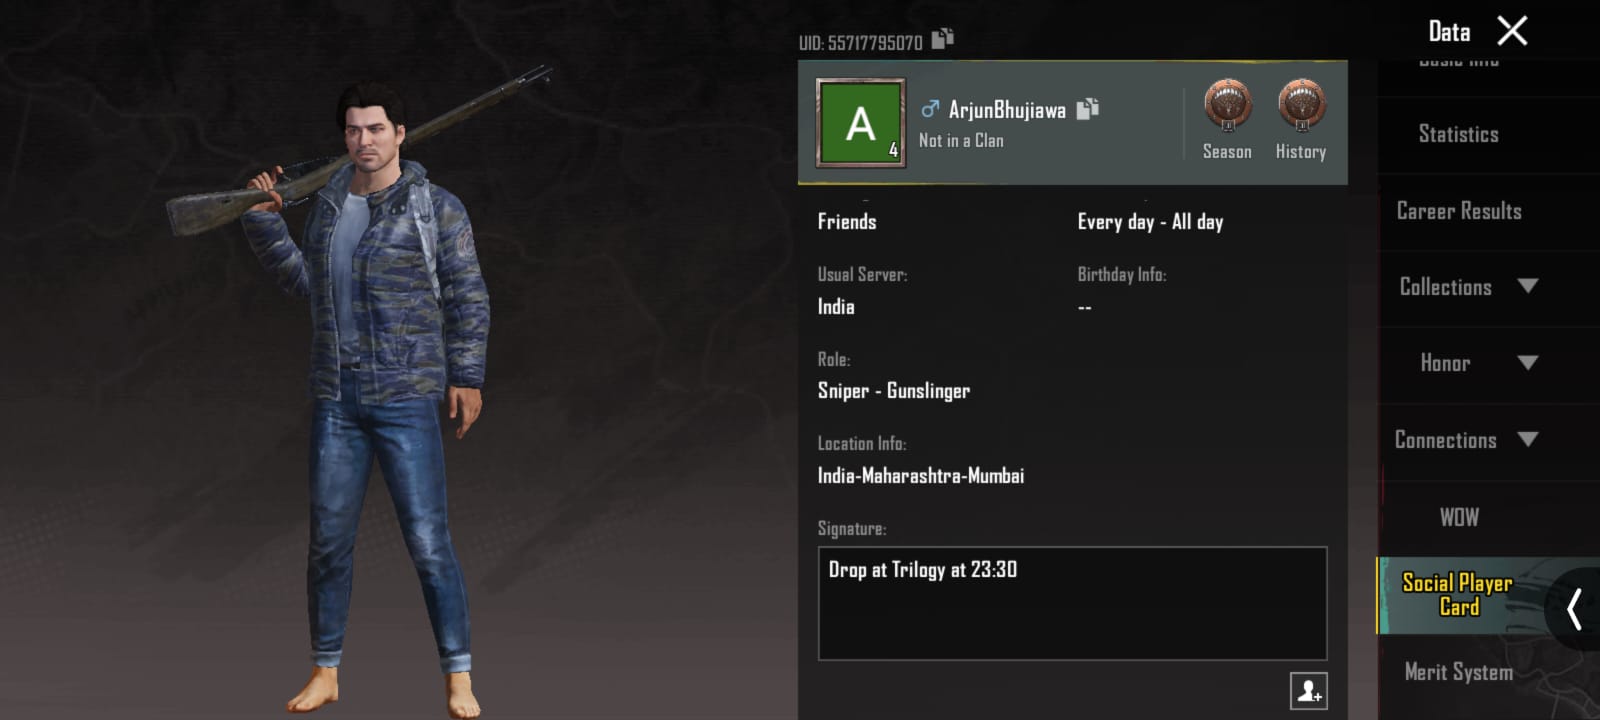 UID: 55717795070
Data
A
4
ArjunBhujiawa
Not in a Clan
Season
History
Friends
Every day - All day
Usual Server:
Birthday Info:
India
--
Role:
Sniper - Gunslinger
Location Info:
India-Maharashtra-Mumbai
Signature:
Drop at Trilogy at 23:30
Basic Info
Statistics
Career Results
Collections
Honor
Connections
WOW
Social Player
Card
Merit System